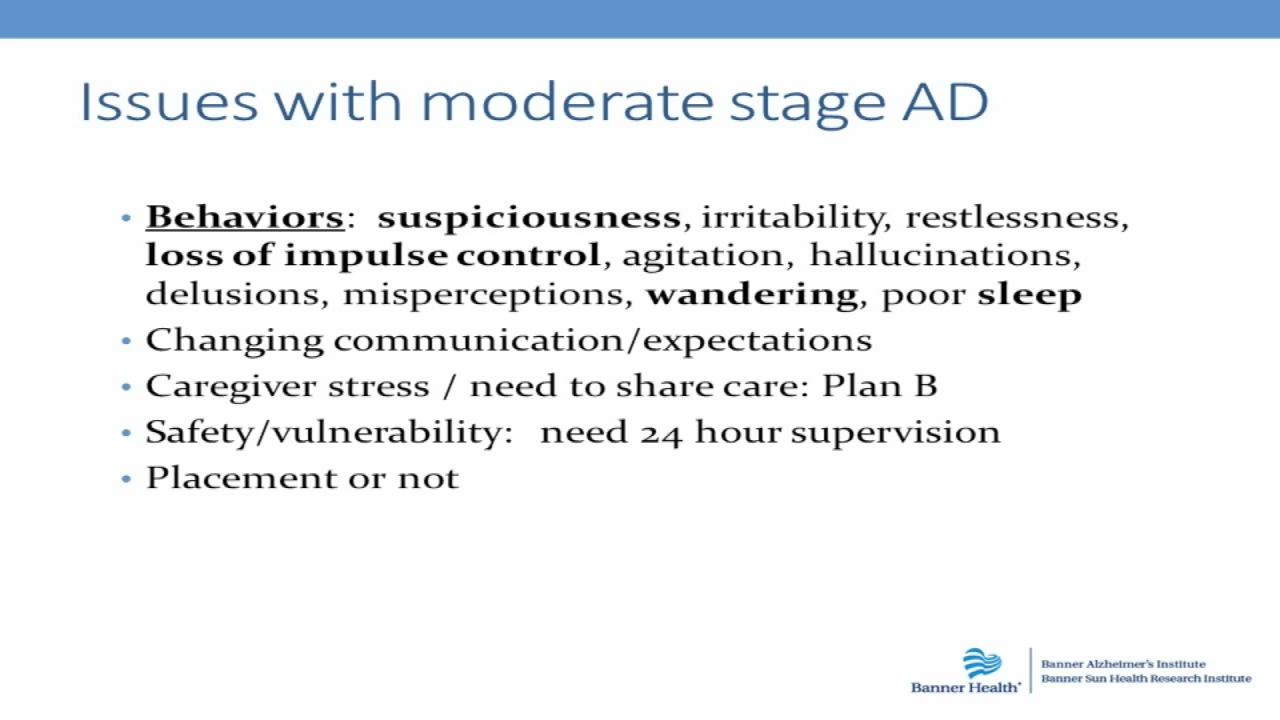 Issues with moderate stage AD
• Behaviors: suspiciousness, irritability, restlessness,
loss of impulse control, agitation, hallucinations,
delusions, misperceptions, wandering, poor sleep
• Changing communication/expectations
• Caregiver stress / need to share care: Plan B
• Safety/vulnerability: need 24 hour supervision
• Placement or not
Banner Health
Banner Alzheimer's Institute
Banner Sun Health Research Institute